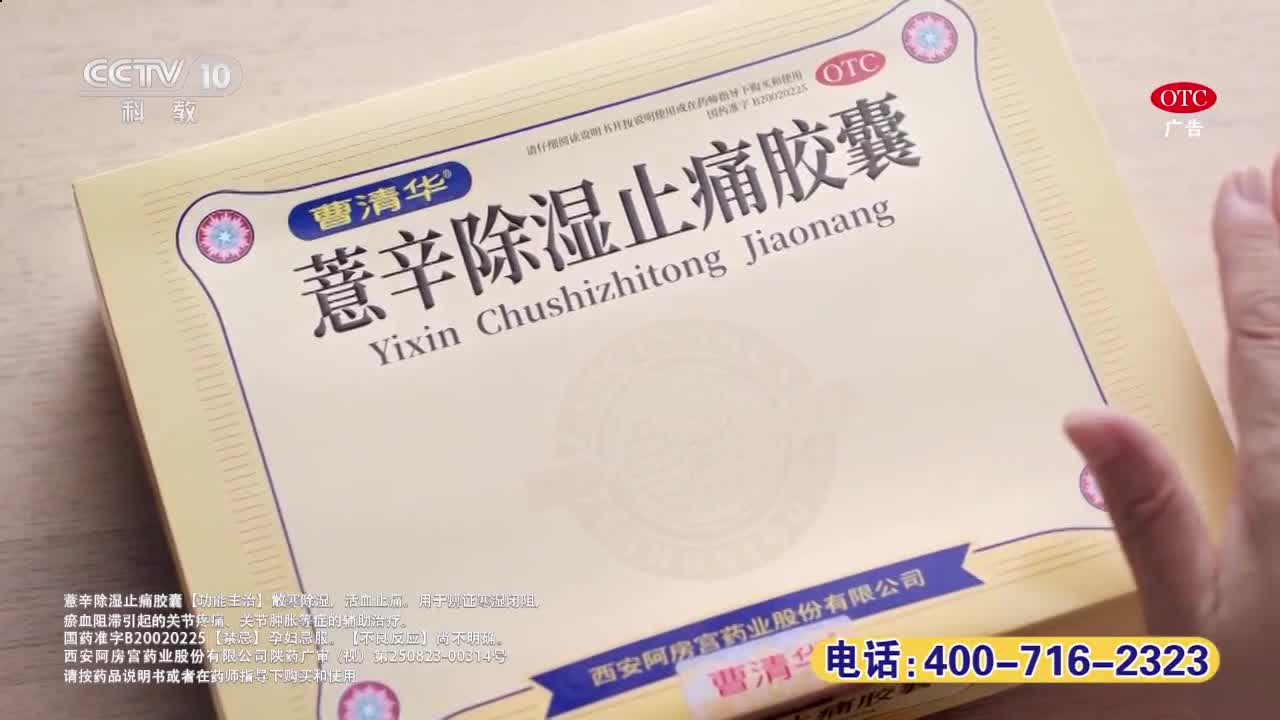 CCTV 10
科教
OTC
广告
OTC
请仔细阅读说明书并按说明使用或在药师指导下购买和使用
国药准字 B20020225
曹清华®
薏辛除湿止痛胶囊
Yixin Chushizhitong Jiaonang
西安阿房宫药业股份有限公司
曹清华
薏辛除湿止痛胶囊【功能主治】散寒除湿，活血止痛。用于痹证寒湿闭阻，
瘀血阻滞引起的关节疼痛、关节肿胀等症的辅助治疗。
国药准字B20020225【禁忌】孕妇忌服。【不良反应】尚不明确。
西安阿房宫药业股份有限公司陕药广审（视）第250823-00314号
请按药品说明书或者在药师指导下购买和使用
电话:400-716-2323